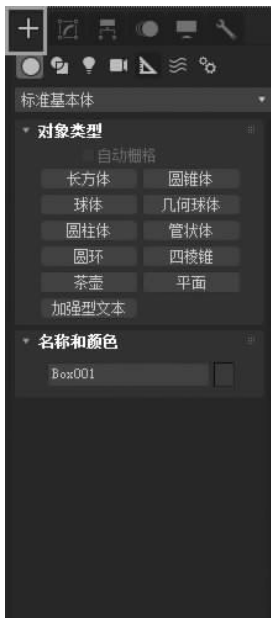 标准基本体
对象类型
自动栅格
长方体 圆锥体
球体 几何球体
圆柱体 管状体
圆环 四棱锥
茶壶 平面
加强型文本
名称和颜色
Box001